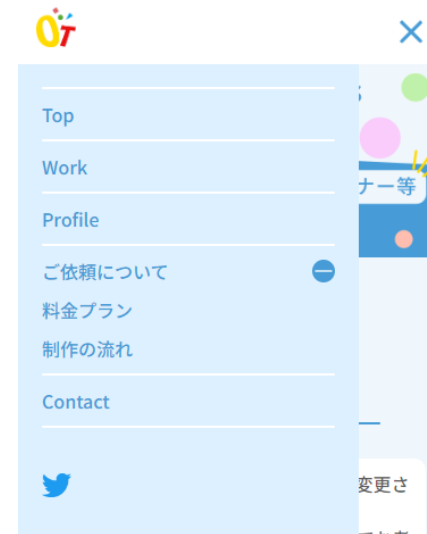 OT
Top
Work
Profile
ナー等
ご依頼について
料金プラン
制作の流れ
Contact
変更さ